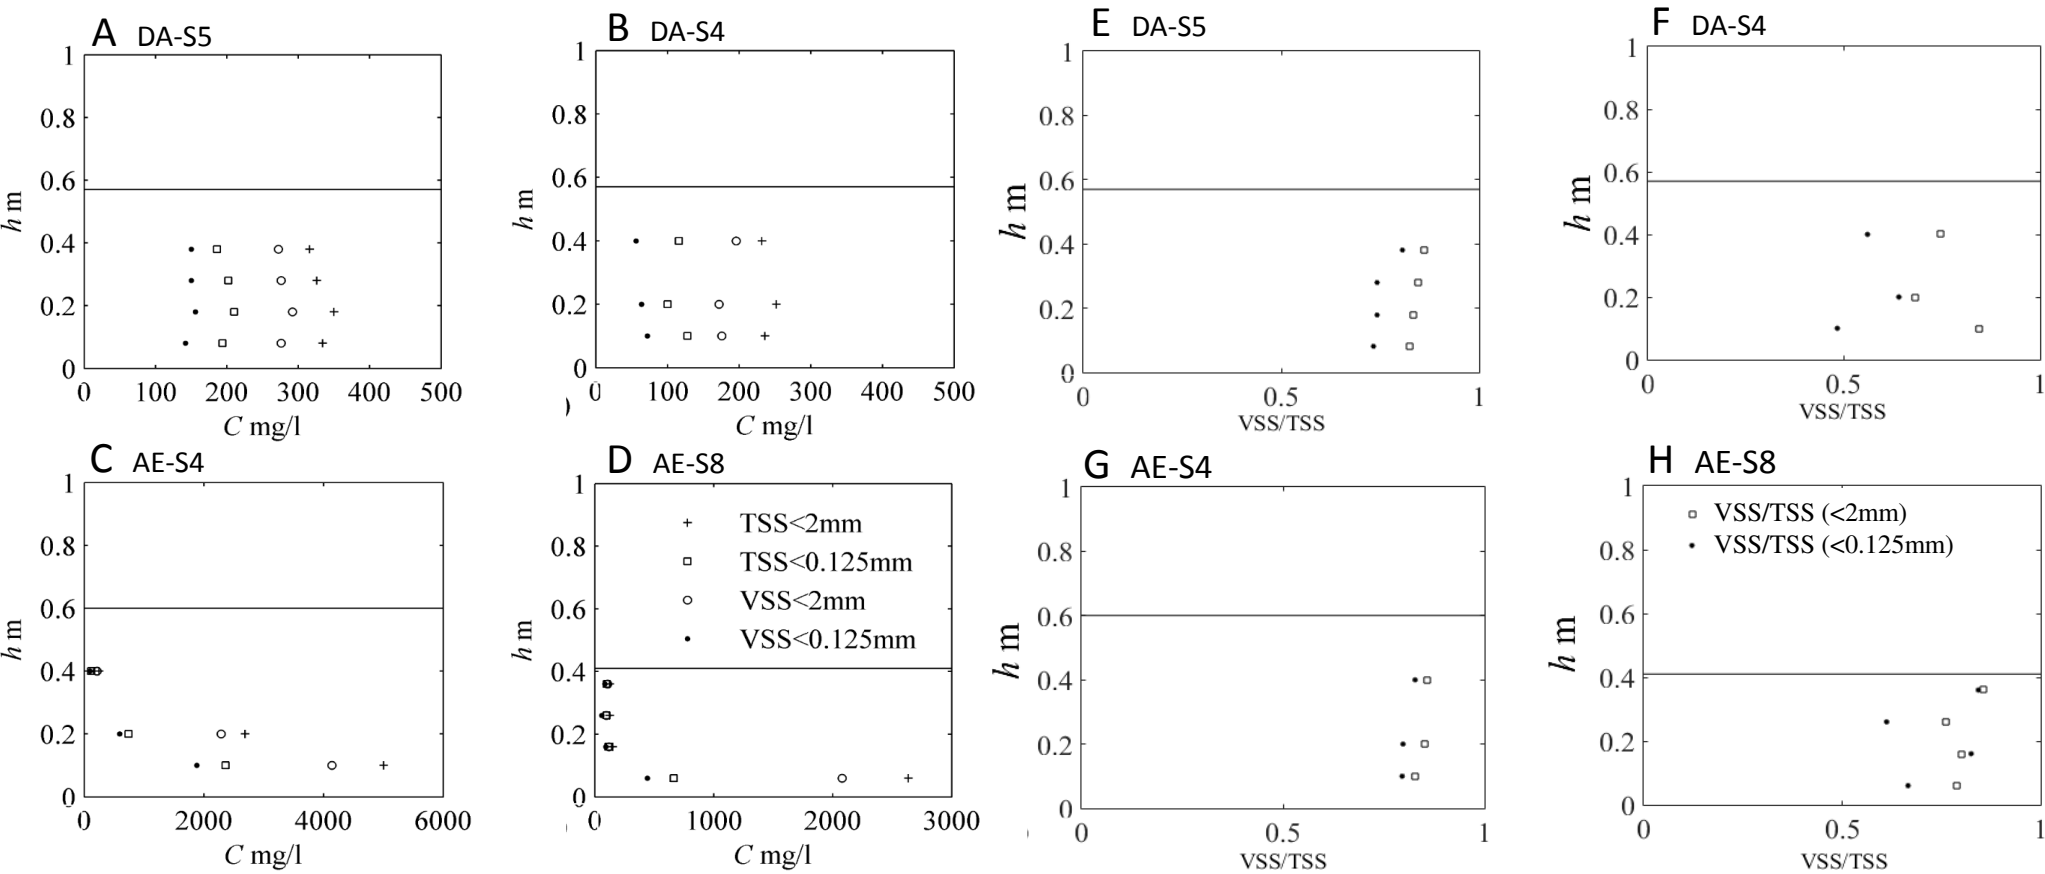 A DA-S5
1
0.8
0.6
0.4
0.2
0
h m
0 100 200 300 400 500
C mg/l
B DA-S4
1
0.8
0.6
0.4
0.2
0
h m
0 100 200 300 400 500
C mg/l
E DA-S5
1
0.8
0.6
0.4
0.2
0
h m
0 0.5 1
VSS/TSS
F DA-S4
1
0.8
0.6
0.4
0.2
0
h m
0 0.5 1
VSS/TSS
C AE-S4
1
0.8
0.6
0.4
0.2
0
h m
0 2000 4000 6000
C mg/l
D AE-S8
1
0.8
0.6
0.4
0.2
0
h m
TSS<2mm
TSS<0.125mm
VSS<2mm
VSS<0.125mm
0 1000 2000 3000
C mg/l
G AE-S4
1
0.8
0.6
0.4
0.2
0
h m
0 0.5 1
VSS/TSS
H AE-S8
1
0.8
0.6
0.4
0.2
0
h m
VSS/TSS (<2mm)
VSS/TSS (<0.125mm)
0 0.5 1
VSS/TSS